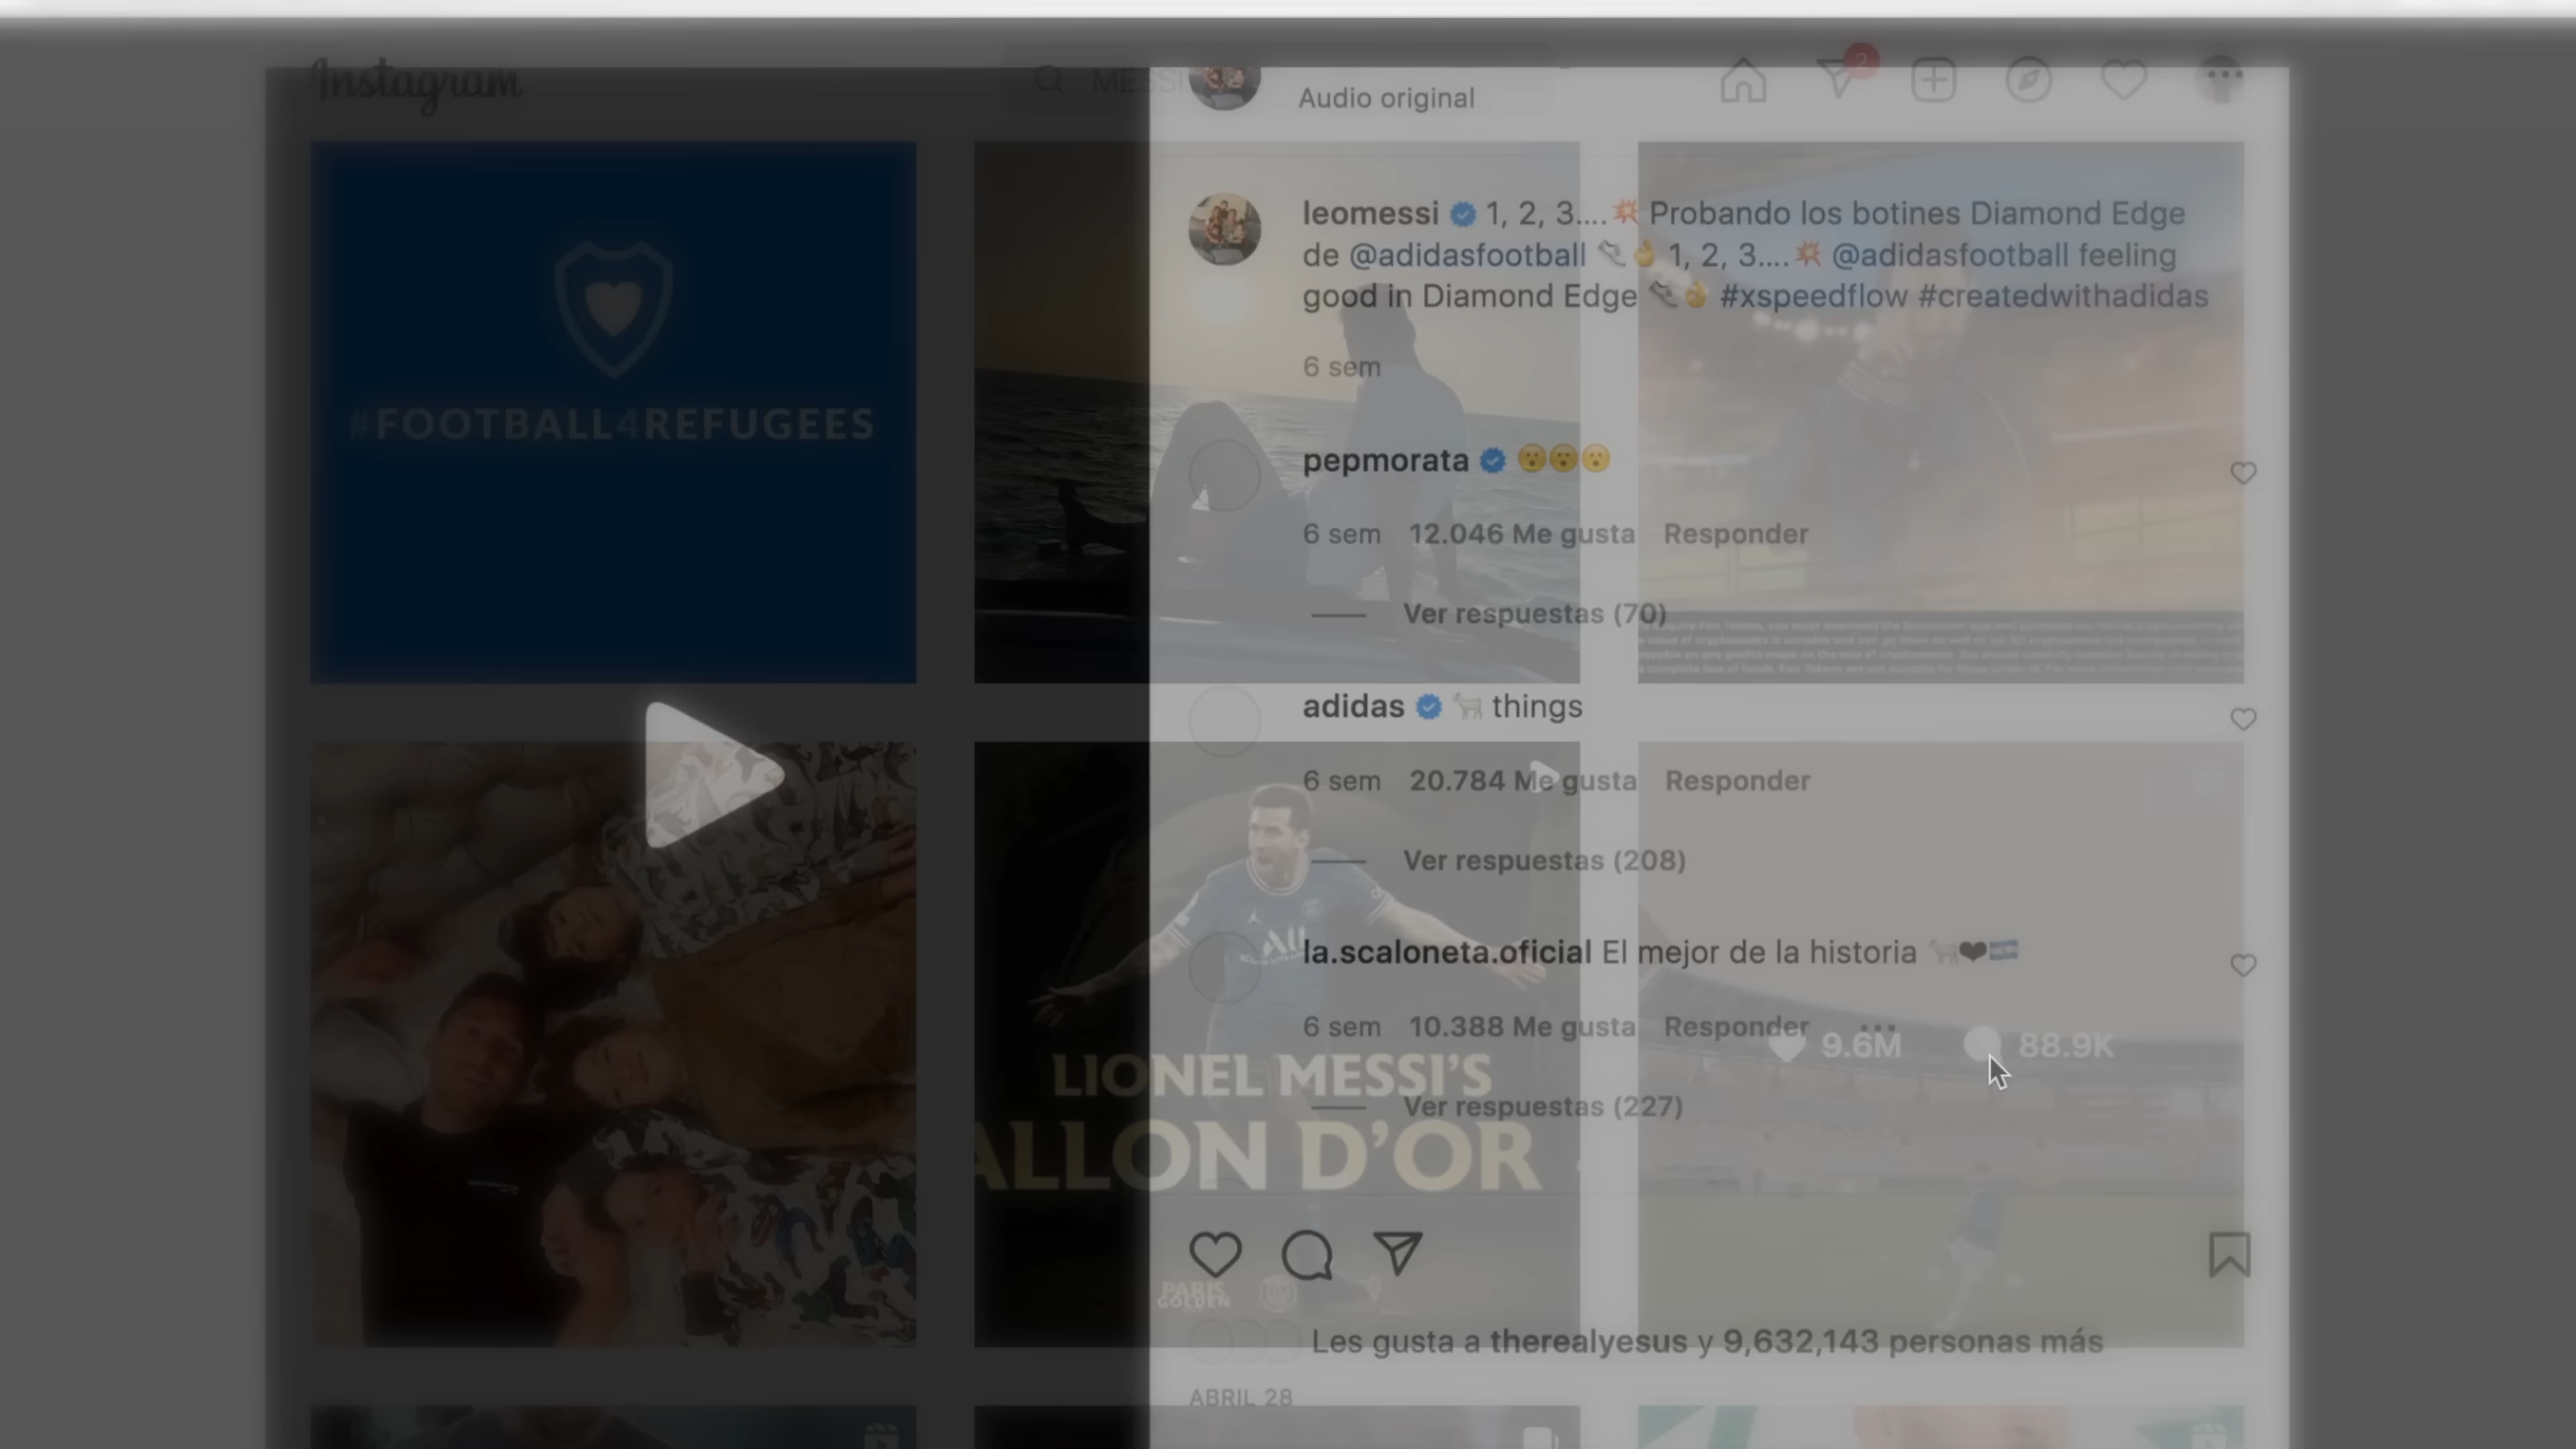 Instagram
MESSI
2
Audio original
leomessi 1, 2, 3....💥 Probando los botines Diamond Edge
de @adidasfootball 👟👌 1, 2, 3....💥 @adidasfootball feeling
good in Diamond Edge 👟👌 #xspeedflow #createdwithadidas
6 sem
#FOOTBALL4REFUGEES
pepmorata 😮😮😮
6 sem 12.046 Me gusta Responder
Ver respuestas (70)
adidas 🐐 things
6 sem 20.784 Me gusta Responder
Ver respuestas (208)
la.scaloneta.oficial El mejor de la historia 🐐❤🇦🇷
6 sem 10.388 Me gusta Responder ...
9.6M 88.9K
LIONEL MESSI'S
Ver respuestas (227)
ALLON D'OR
PARIS
GOLDEN
Les gusta a therealyesus y 9,632,143 personas más
ABRIL 28